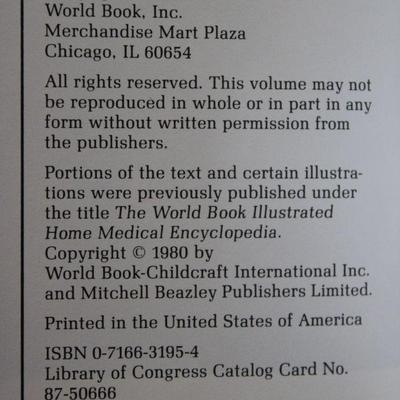 World Book, Inc.
Merchandise Mart Plaza
Chicago, IL 60654
All rights reserved. This volume may not
be reproduced in whole or in part in any
form without written permission from
the publishers.
Portions of the text and certain illustra-
tions were previously published under
the title The World Book Illustrated
Home Medical Encyclopedia.
Copyright © 1980 by
World Book-Childcraft International Inc.
and Mitchell Beazley Publishers Limited.
Printed in the United States of America
ISBN 0-7166-3195-4
Library of Congress Catalog Card No.
87-50666